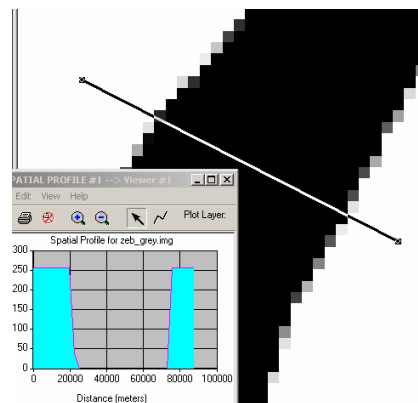 SPATIAL PROFILE #1 --> Viewer #1
Edit View Help
Plot Layer:
Spatial Profile for zeb_grey.img
300
250
200
150
100
50
0
0 20000 40000 60000 80000 100000
Distance (meters)